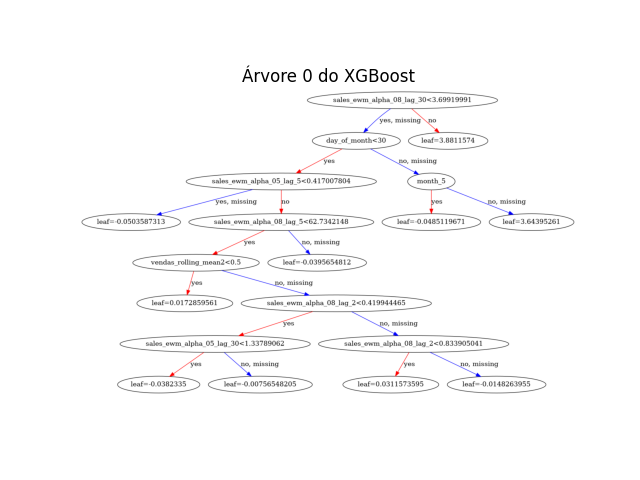 Árvore 0 do XGBoost
sales_ewm_alpha_08_lag_30<3.69919991
yes, missing
no
day_of_month<30
leaf=3.8811574
yes
no, missing
sales_ewm_alpha_05_lag_5<0.417007804
month_5
yes, missing
no
yes
no, missing
leaf=-0.0503587313
sales_ewm_alpha_08_lag_5<62.7342148
leaf=-0.0485119671
leaf=3.64395261
yes
no, missing
vendas_rolling_mean2<0.5
leaf=-0.0395654812
yes
no, missing
leaf=0.0172859561
sales_ewm_alpha_08_lag_2<0.419944465
yes
no, missing
sales_ewm_alpha_05_lag_30<1.33789062
sales_ewm_alpha_08_lag_2<0.833905041
yes
no, missing
yes
no, missing
leaf=-0.0382335
leaf=-0.00756548205
leaf=0.0311573595
leaf=-0.0148263955